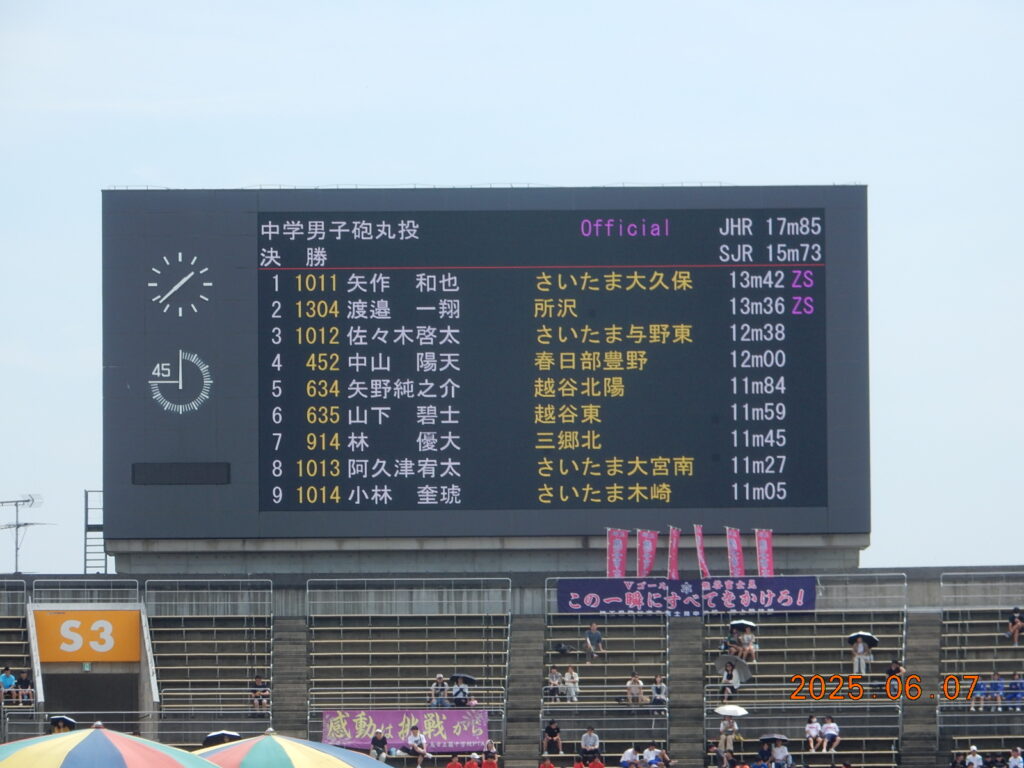 中学男子砲丸投 Official JHR 17m85
決 勝 SJR 15m73
1 1011 矢作 和也 さいたま大久保 13m42 ZS
2 1304 渡邉 一翔 所沢 13m36 ZS
3 1012 佐々木啓太 さいたま与野東 12m38
4 452 中山 陽天 春日部豊野 12m00
5 634 矢野純之介 越谷北陽 11m84
6 635 山下 碧士 越谷東 11m59
7 914 林 優大 三郷北 11m45
8 1013 阿久津宥太 さいたま大宮南 11m27
9 1014 小林 奎琥 さいたま木崎 11m05
45
この一瞬にすべてをかけろ!
S3
感動は挑戦から
2025.06.07